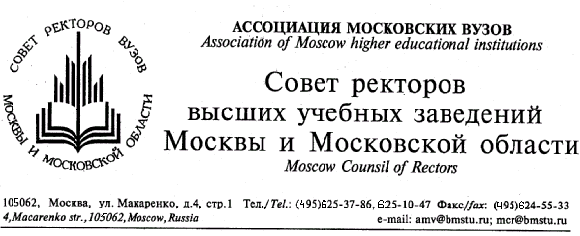 СОВЕТ РЕКТОРОВ ВУЗОВ
МОСКВЫ И МОСКОВСКОЙ ОБЛАСТИ
АССОЦИАЦИЯ МОСКОВСКИХ ВУЗОВ
Association of Moscow higher educational institutions
Совет ректоров
высших учебных заведений
Москвы и Московской области
Moscow Counsil of Rectors
105062, Москва, ул. Макаренко, д.4, стр.1 Тел./Tel.: (495)625-37-86, 625-10-47 Факс/fax: (495)624-55-33
4, Macarenko str., 105062, Moscow, Russia e-mail: amv@bmstu.ru; mcr@bmstu.ru